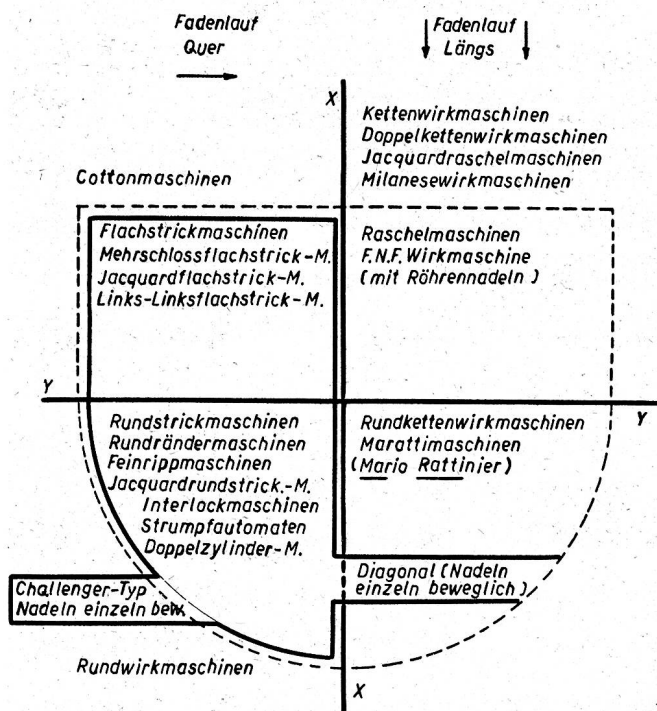 Fadenlauf
Quer
Fadenlauf
Längs
X
Kettenwirkmaschinen
Doppelkettenwirkmaschinen
Jacquardraschelmaschinen
Milanesewirkmaschinen
Cottonmaschinen
Flachstrickmaschinen
Mehrschlossflachstrick-M.
Jacquardflachstrick-M.
Links-Linksflachstrick-M.
Raschelmaschinen
F.N.F. Wirkmaschine
(mit Röhrennadeln)
Y
Y
Rundstrickmaschinen
Rundrändermaschinen
Feinrippmaschinen
Jacquardrundstrick.-M.
Interlockmaschinen
Strumpfautomaten
Doppelzylinder-M.
Rundkettenwirkmaschinen
Marattimaschinen
(Mario Rattinier)
Diagonal (Nadeln
einzeln beweglich)
Challenger-Typ
Nadeln einzeln bew.
Rundwirkmaschinen
X